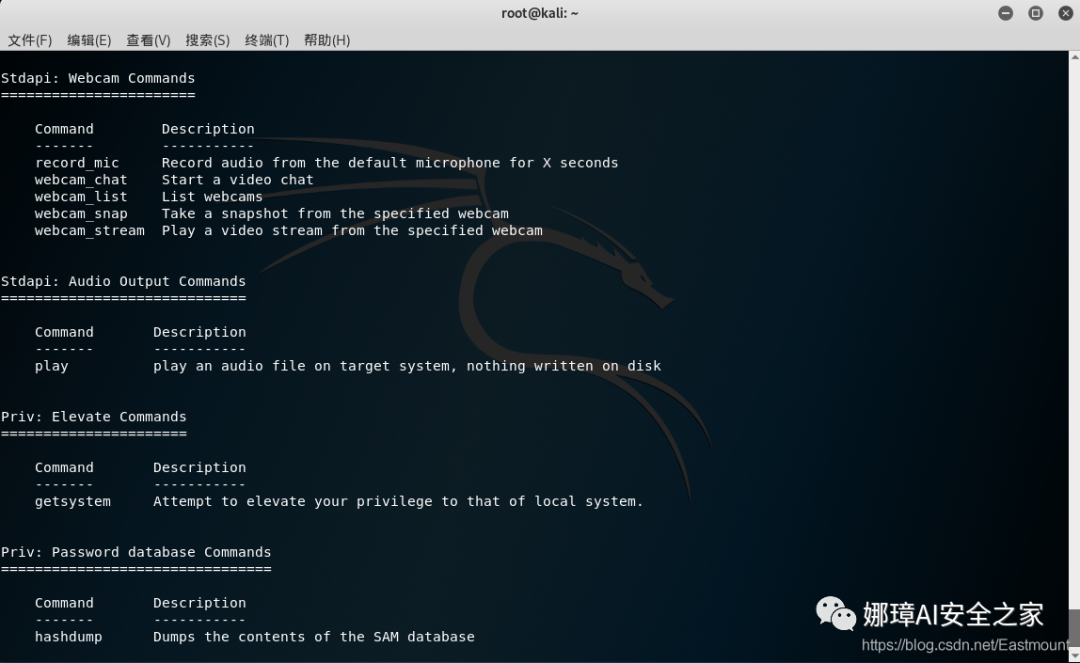 root@kali: ~
文件(F) 编辑(E) 查看(V) 搜索(S) 终端(T) 帮助(H)
Stdapi: Webcam Commands
=======================
Command Description
------- -----------
record_mic Record audio from the default microphone for X seconds
webcam_chat Start a video chat
webcam_list List webcams
webcam_snap Take a snapshot from the specified webcam
webcam_stream Play a video stream from the specified webcam
Stdapi: Audio Output Commands
=============================
Command Description
------- -----------
play play an audio file on target system, nothing written on disk
Priv: Elevate Commands
======================
Command Description
------- -----------
getsystem Attempt to elevate your privilege to that of local system.
Priv: Password database Commands
================================
Command Description
------- -----------
hashdump Dumps the contents of the SAM database
娜璋AI安全之家
https://blog.csdn.net/Eastmount